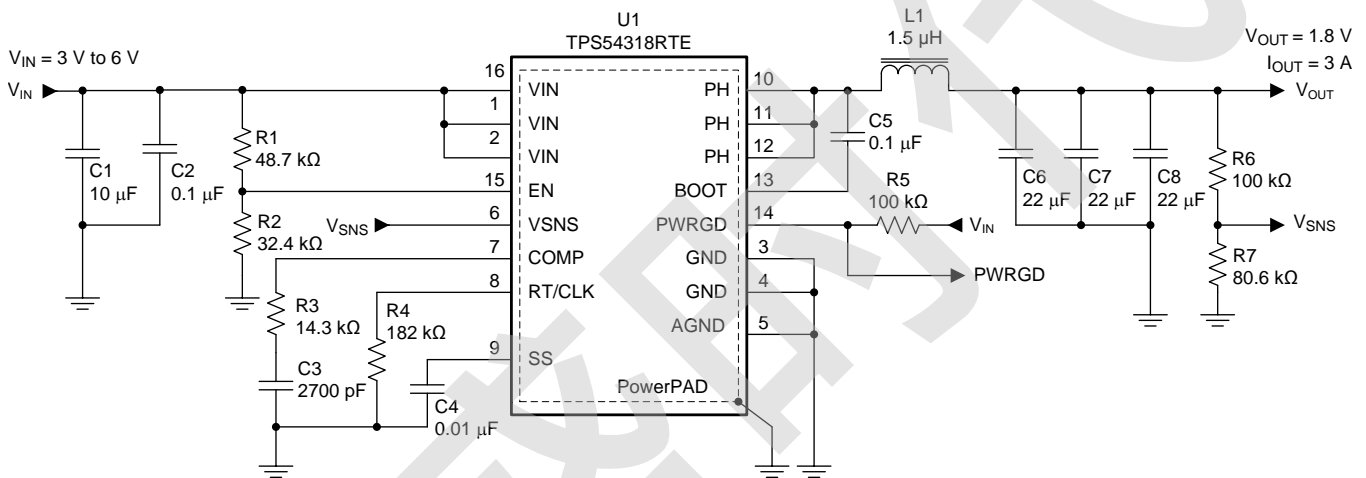 U1
TPS54318RTE
L1
1.5 µH
V_IN = 3 V to 6 V
V_IN
V_OUT = 1.8 V
I_OUT = 3 A
V_OUT
16
VIN
1
VIN
2
VIN
15
EN
6
VSNS
7
COMP
8
RT/CLK
9
SS
PH
10
PH
11
PH
12
BOOT
13
PWRGD
14
GND
3
GND
4
AGND
5
PowerPAD
C1
10 µF
C2
0.1 µF
R1
48.7 kΩ
R2
32.4 kΩ
V_SNS
R3
14.3 kΩ
C3
2700 pF
R4
182 kΩ
C4
0.01 µF
C5
0.1 µF
R5
100 kΩ
V_IN
PWRGD
C6
22 µF
C7
22 µF
C8
22 µF
R6
100 kΩ
V_SNS
R7
80.6 kΩ